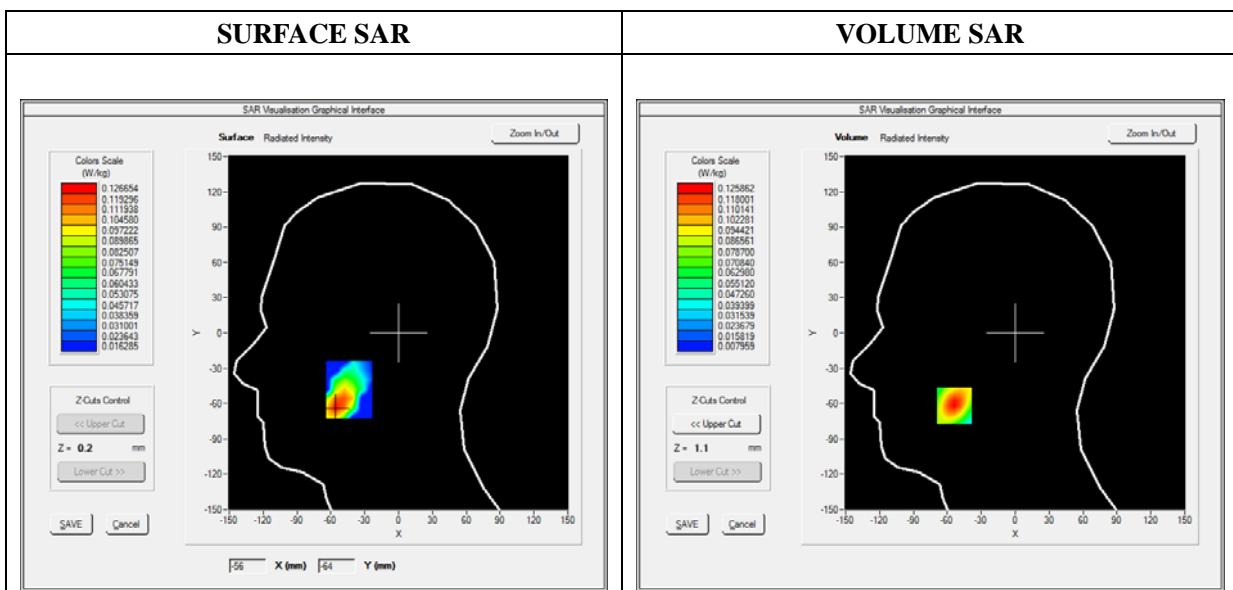 SURFACE SAR
VOLUME SAR
SAR Visualisation Graphical Interface
Surface Radiated Intensity
Zoom In/Out
Colors Scale
(W/kg)
0.126654
0.119296
0.111938
0.104580
0.097222
0.089865
0.082507
0.075149
0.067791
0.060433
0.053075
0.045717
0.038359
0.031001
0.023643
0.016285
Z-Cuts Control
<< Upper Cut
Z = 0.2 mm
Lower Cut >>
SAVE Cancel
150
120
90
60
30
0
-30
-60
-90
-120
-150
Y
-150 -120 -90 -60 -30 0 30 60 90 120 150
X
-56 X (mm) -64 Y (mm)
SAR Visualisation Graphical Interface
Volume Radiated Intensity
Zoom In/Out
Colors Scale
(W/kg)
0.125862
0.118001
0.110141
0.102281
0.094421
0.086561
0.078700
0.070840
0.062980
0.055120
0.047260
0.039399
0.031539
0.023679
0.015819
0.007959
Z-Cuts Control
<< Upper Cut
Z = 1.1 mm
Lower Cut >>
SAVE Cancel
150
120
90
60
30
0
-30
-60
-90
-120
-150
Y
-150 -120 -90 -60 -30 0 30 60 90 120 150
X